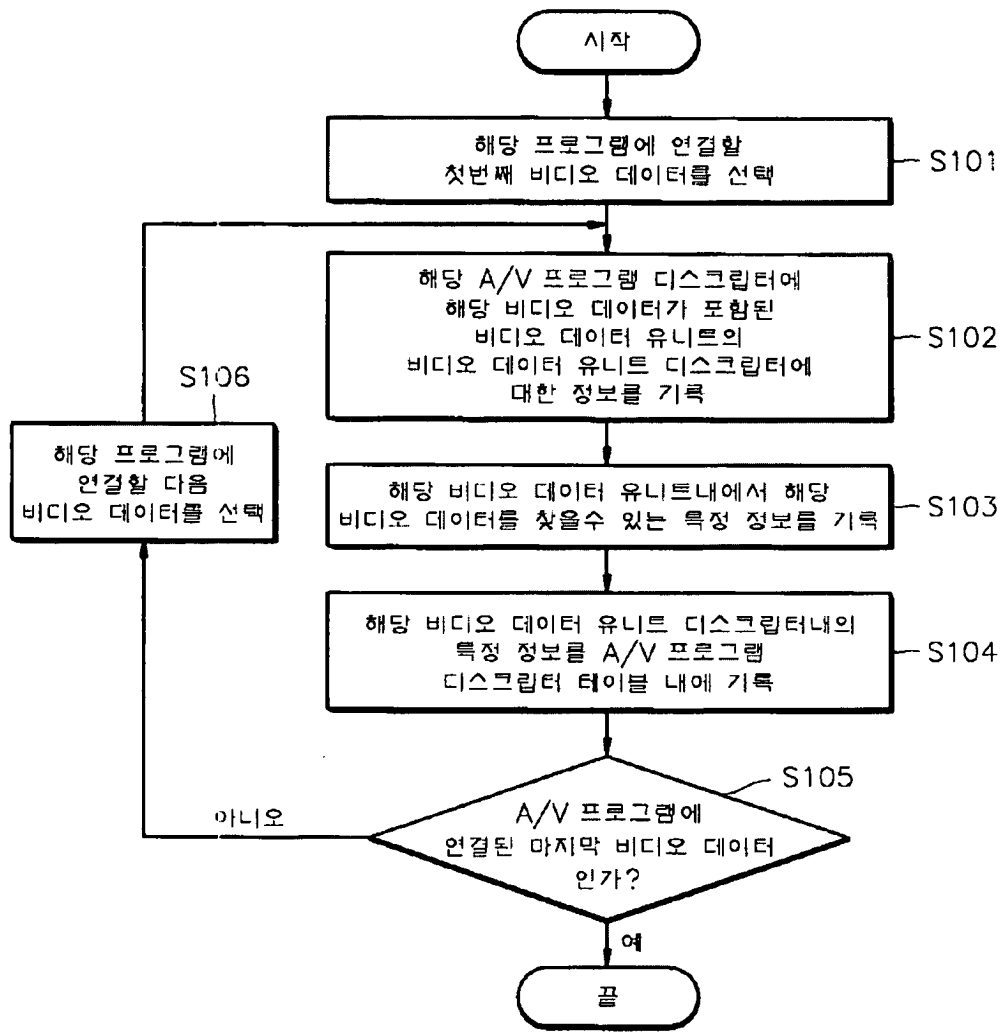 시작
해당 프로그램에 연결할
첫번째 비디오 데이터를 선택
S101
해당 A/V 프로그램 디스크립터에
해당 비디오 데이터가 포함된
비디오 데이터 유니트의
비디오 데이터 유니트 디스크립터에
대한 정보를 기록
S102
S106
해당 프로그램에
연결할 다음
비디오 데이터를 선택
해당 비디오 데이터 유니트내에서 해당
비디오 데이터를 찾을수 있는 특정 정보를 기록
S103
해당 비디오 데이터 유니트 디스크립터내의
특정 정보를 A/V 프로그램
디스크립터 테이블 내에 기록
S104
S105
아니오
A/V 프로그램에
연결된 마지막 비디오 데이터
인가?
예
끝